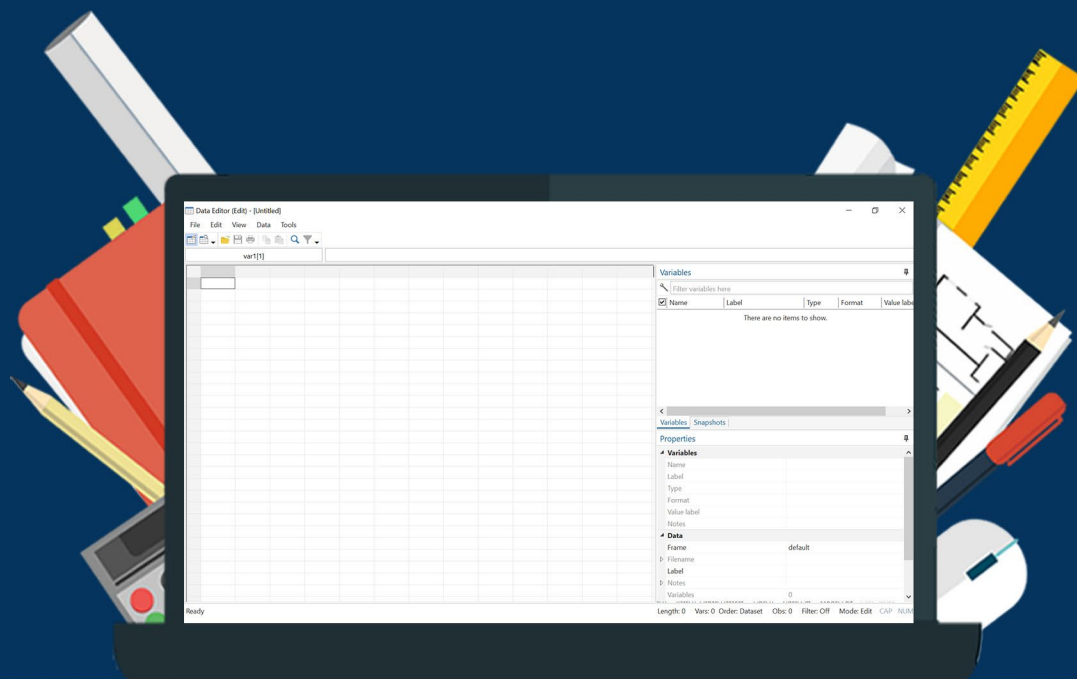 Data Editor (Edit) - [Untitled]
File Edit View Data Tools
var1[1]
Variables
Filter variables here
Name Label Type Format Value labe
There are no items to show.
Variables Snapshots
Properties
Variables
Name
Label
Type
Format
Value label
Notes
Data
Frame default
Filename
Label
Notes
Variables 0
Ready Length: 0 Vars: 0 Order: Dataset Obs: 0 Filter: Off Mode: Edit CAP NUM